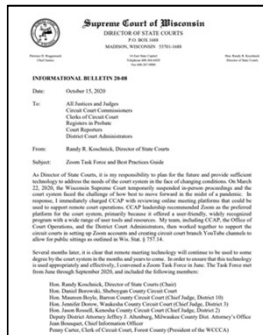 Supreme Court of Wisconsin
DIRECTOR OF STATE COURTS
P.O. BOX 1688
MADISON, WISCONSIN 53701-1688
INFORMATIONAL BULLETIN 20-08
Date: October 15, 2020
To: All Justices and Judges
Circuit Court Commissioners
Clerks of Circuit Court
Registers in Probate
Court Reporters
District Court Administrators
From: Randy R. Koschnick, Director of State Courts
Subject: Zoom Task Force and Best Practices Guide
As Director of State Courts, it is my responsibility to plan for the future and provide sufficient
technology to address the needs of the court system in the face of changing conditions. On March
22, 2020, the Wisconsin Supreme Court temporarily suspended in-person proceedings and the
court system faced the challenge of how best to move forward in the midst of a pandemic. In
response, I immediately charged CCAP with reviewing online meeting platforms that could be
used to support remote court operations. CCAP leadership recommended Zoom as the preferred
platform for the court system, primarily because it offered a user-friendly, widely recognized
program with a wide range of user tools and resources. My team, including CCAP, the Office of
Court Operations, and the District Court Administrators, then worked together to support the
circuit courts in setting up Zoom accounts and creating circuit court branch YouTube channels to
allow for public settings as outlined in Wis. Stat. § 757.14.
Several months later, it is clear that remote technology will continue to be used to some
degree by the court system in the months and years to come. In order to ensure that this technology
is used appropriately and effectively, I convened a Zoom Task Force in June. The Task Force met
from June through September 2020, and included the following members:
Hon. Randy Koschnick, Director of State Courts (Chair)
Hon. Daniel Borowski, Sheboygan County Circuit Court
Hon. Maureen Boyle, Barron County Circuit Court (Chief Judge, District 10)
Hon. Jennifer Dorow, Waukesha County Circuit Court (Chief Judge, District 3)
Hon. Jason Rossell, Kenosha County Circuit Court (Chief Judge, District 2)
Deputy District Attorney Jeffrey J. Altenburg, Milwaukee County Dist. Attorney's Office
Jean Bousquet, Chief Information Officer
Penny Carter, Clerk of Circuit Court, Forest County (President of the WCCCA)